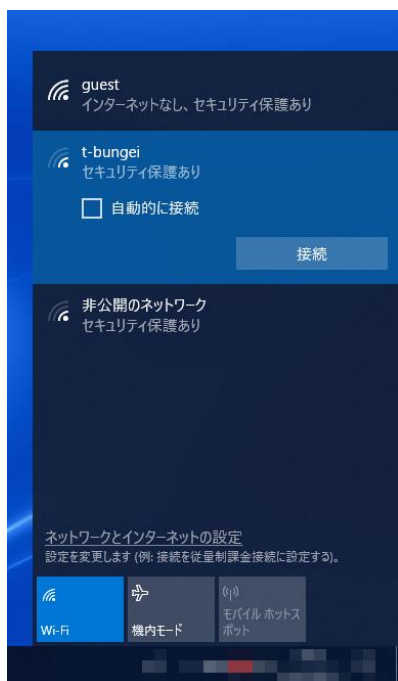 guest
インターネットなし、セキュリティ保護あり
t-bungei
セキュリティ保護あり
自動的に接続
接続
非公開のネットワーク
セキュリティ保護あり
ネットワークとインターネットの設定
設定を変更します (例: 接続を従量制課金接続に設定する)。
Wi-Fi
機内モード
モバイル ホットス
ポット